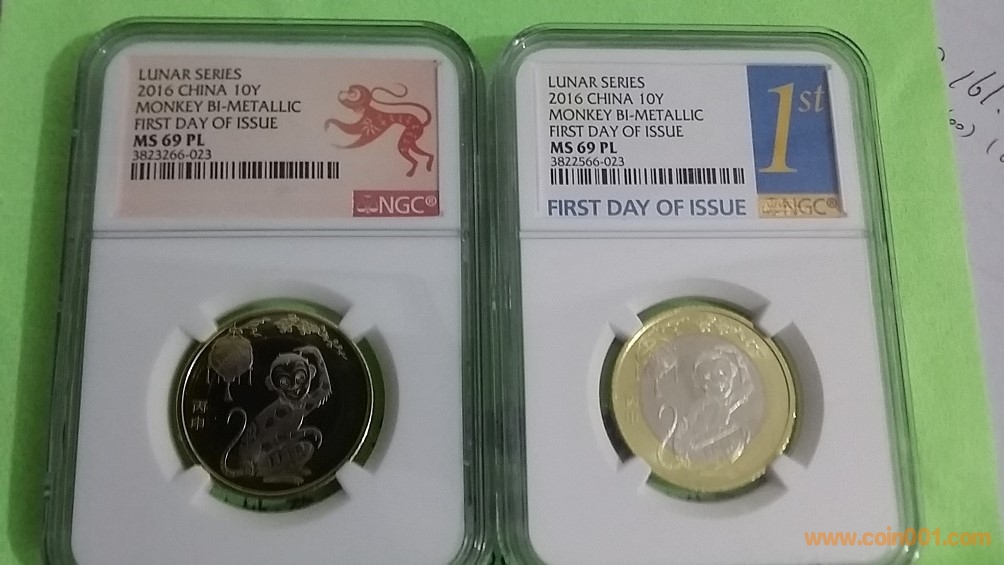 LUNAR SERIES
2016 CHINA 10Y
MONKEY BI-METALLIC
FIRST DAY OF ISSUE
MS 69 PL
3823266-023
NGC®
丙
申
LUNAR SERIES
2016 CHINA 10Y
MONKEY BI-METALLIC
FIRST DAY OF ISSUE
MS 69 PL
3822566-023
1st
FIRST DAY OF ISSUE
NGC®
www.coin001.com